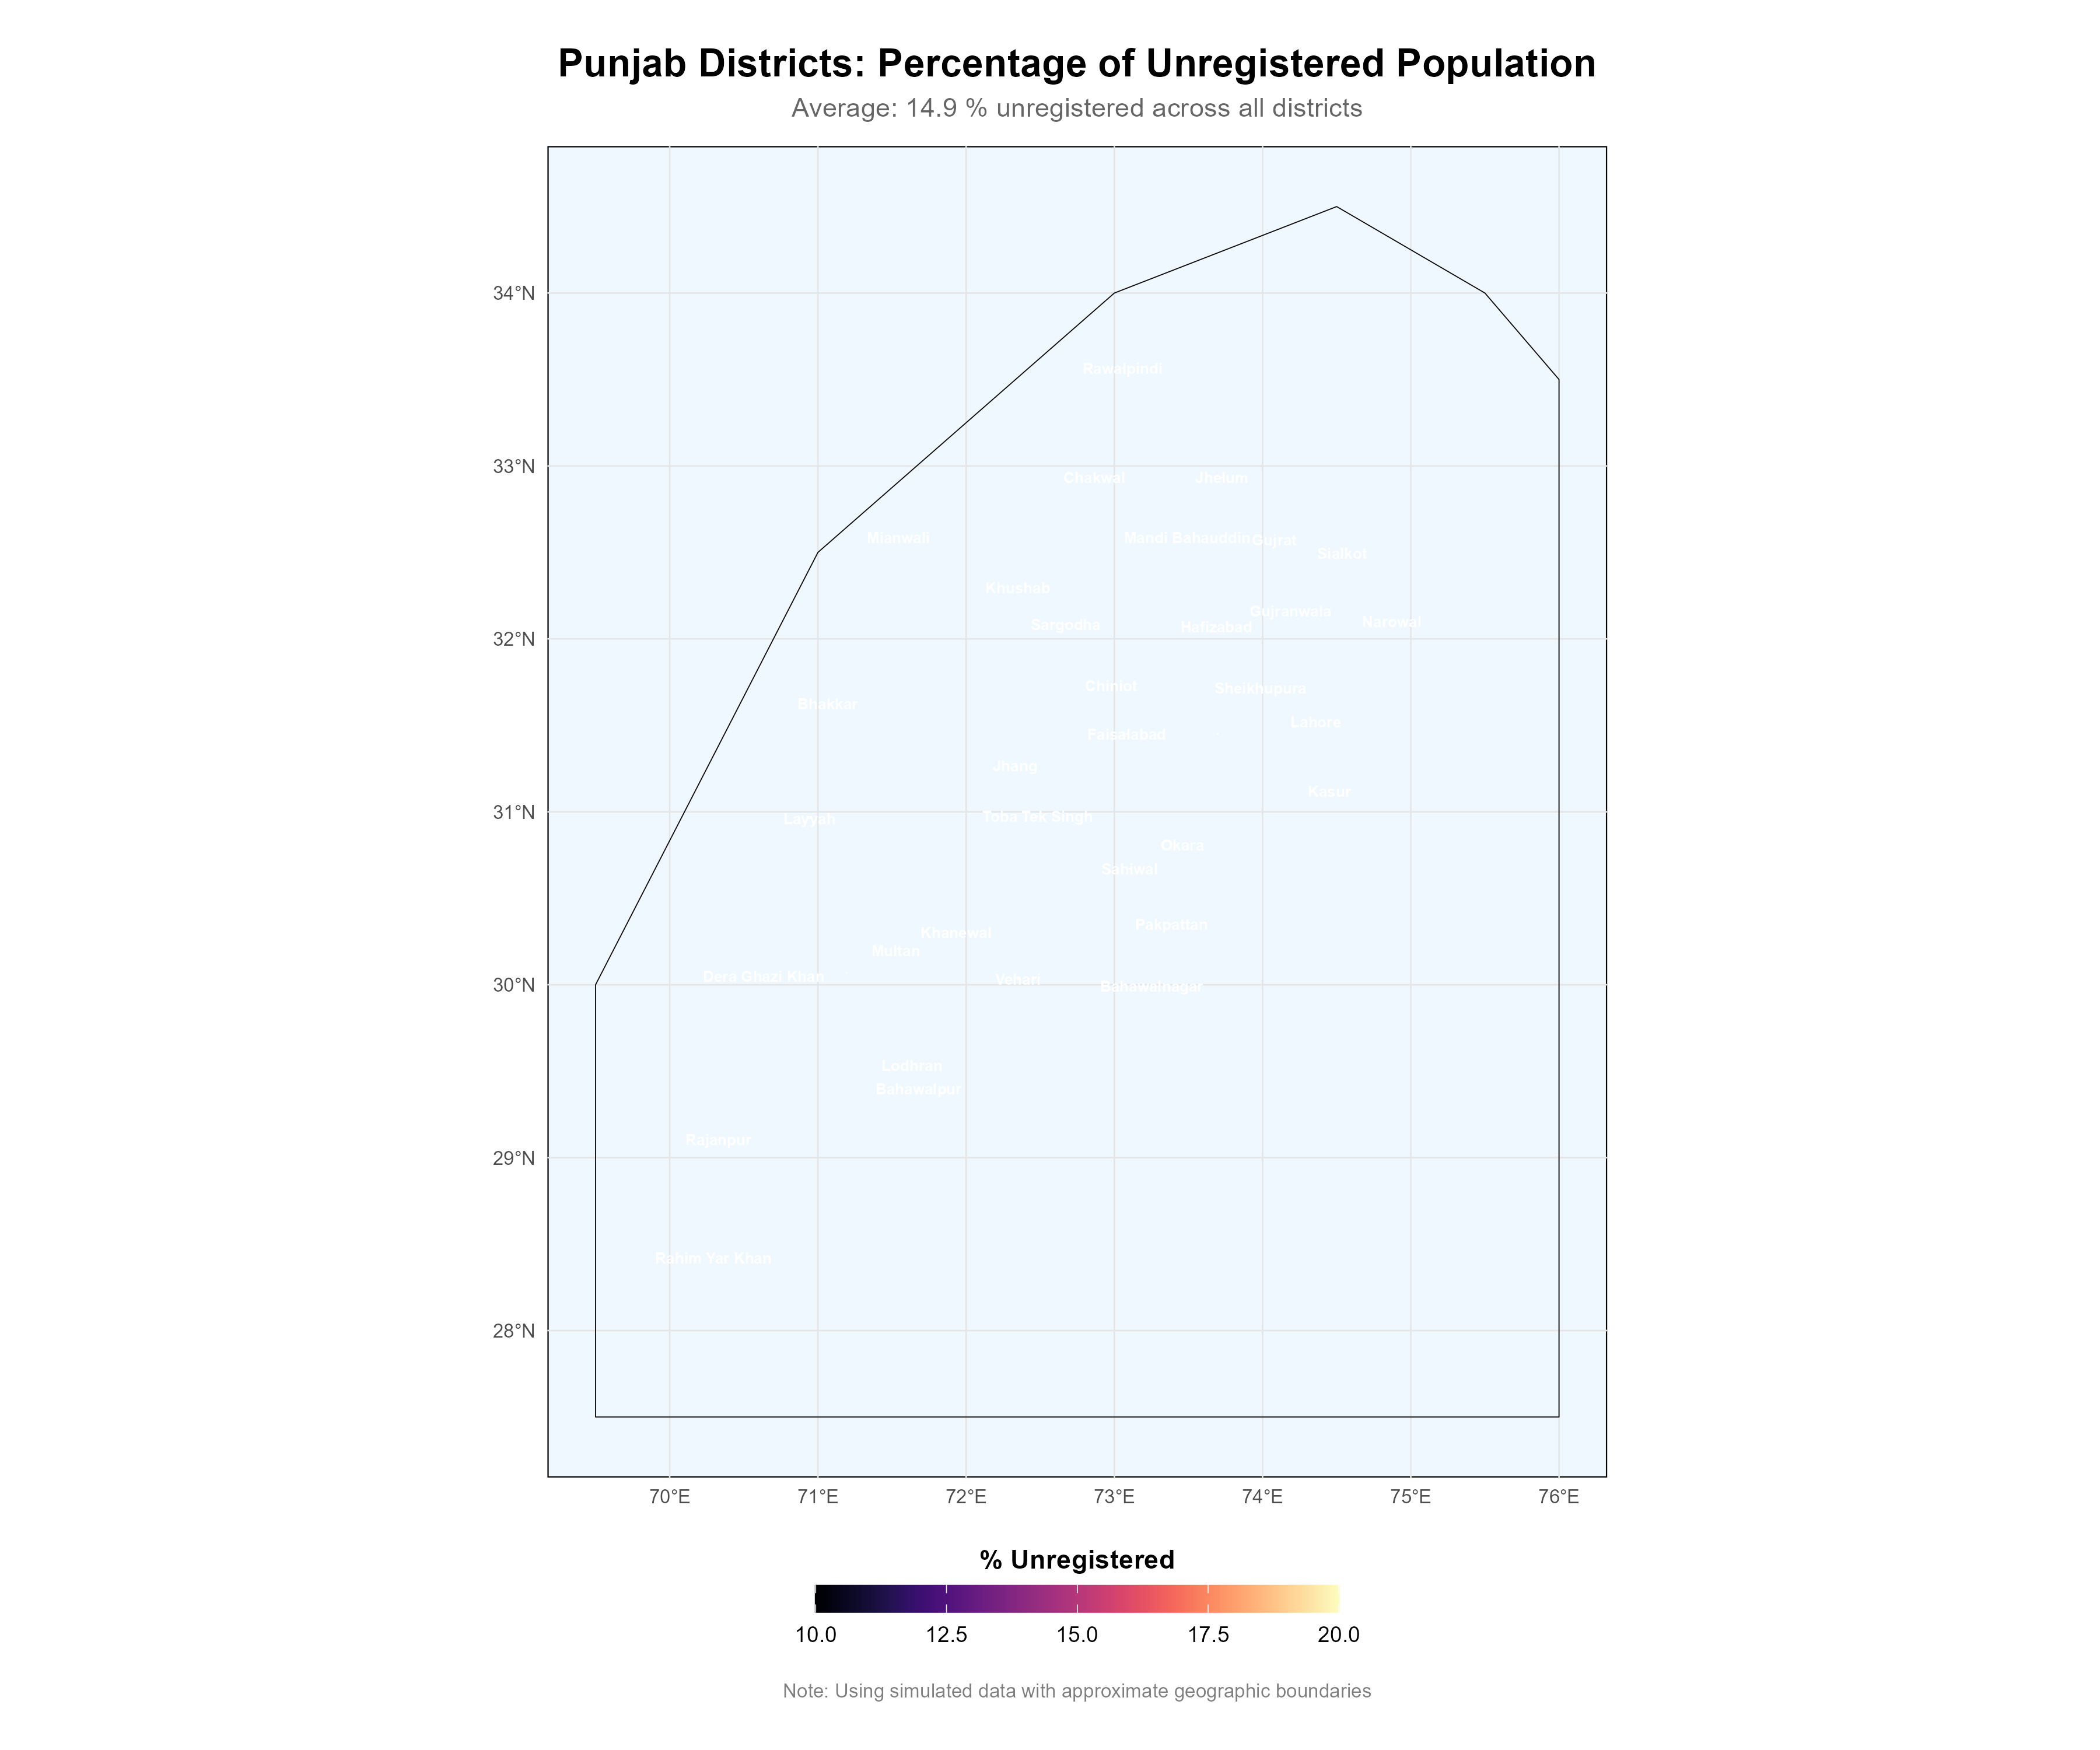 Punjab Districts: Percentage of Unregistered Population
Average: 14.9 % unregistered across all districts
34°N
Rawalpindi
33°N
Chakwal Jhelum
Mianwali Mandi Bahauddin Gujrat
Sialkot
Khushab
Gujranwala
Narowal
Sargodha Hafizabad
32°N
Chiniot Sheikhupura
Bhakkar
Lahore
Faisalabad
Jhang
Kasur
31°N
Layyah Toba Tek Singh
Okara
Sahiwal
Pakpattan
Khanewal
Multan
Dera Ghazi Khan Vehari
30°N
Bahawalnagar
Lodhran
Bahawalpur
Rajanpur
29°N
Rahim Yar Khan
28°N
70°E 71°E 72°E 73°E 74°E 75°E 76°E
% Unregistered
10.0 12.5 15.0 17.5 20.0
Note: Using simulated data with approximate geographic boundaries